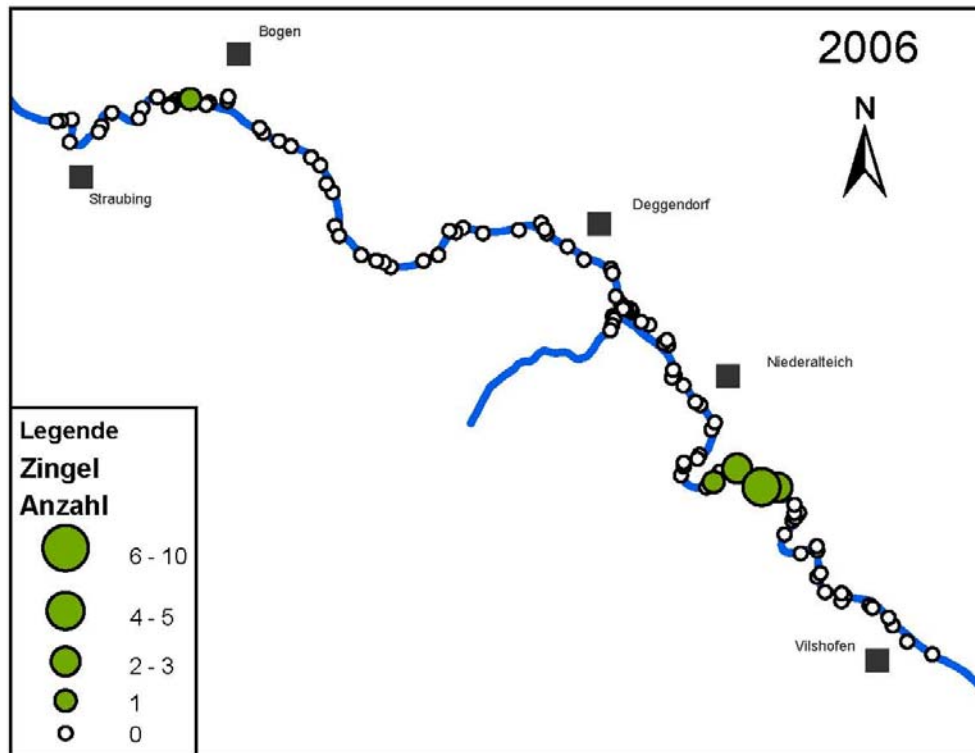 Bogen
2006
N
Straubing
Deggendorf
Niederalteich
Vilshofen
Legende
Zingel
Anzahl
6 - 10
4 - 5
2 - 3
1
0